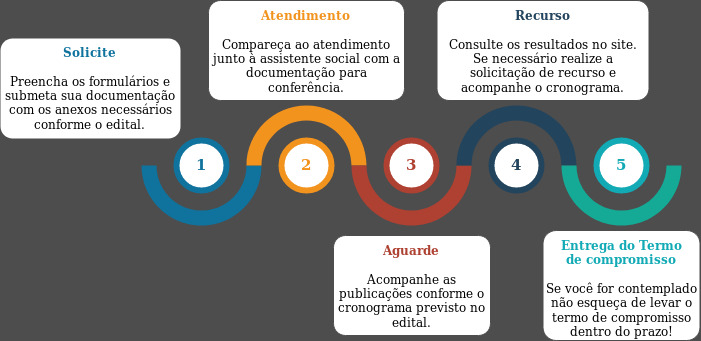 Solicite
Preencha os formulários e
submeta sua documentação
com os anexos necessários
conforme o edital.
1
Atendimento
Compareça ao atendimento
junto à assistente social com a
documentação para
conferência.
2
Aguarde
Acompanhe as
publicações conforme o
cronograma previsto no
edital.
3
Recurso
Consulte os resultados no site.
Se necessário realize a
solicitação de recurso e
acompanhe o cronograma.
4
Entrega do Termo
de compromisso
Se você for contemplado
não esqueça de levar o
termo de compromisso
dentro do prazo!
5